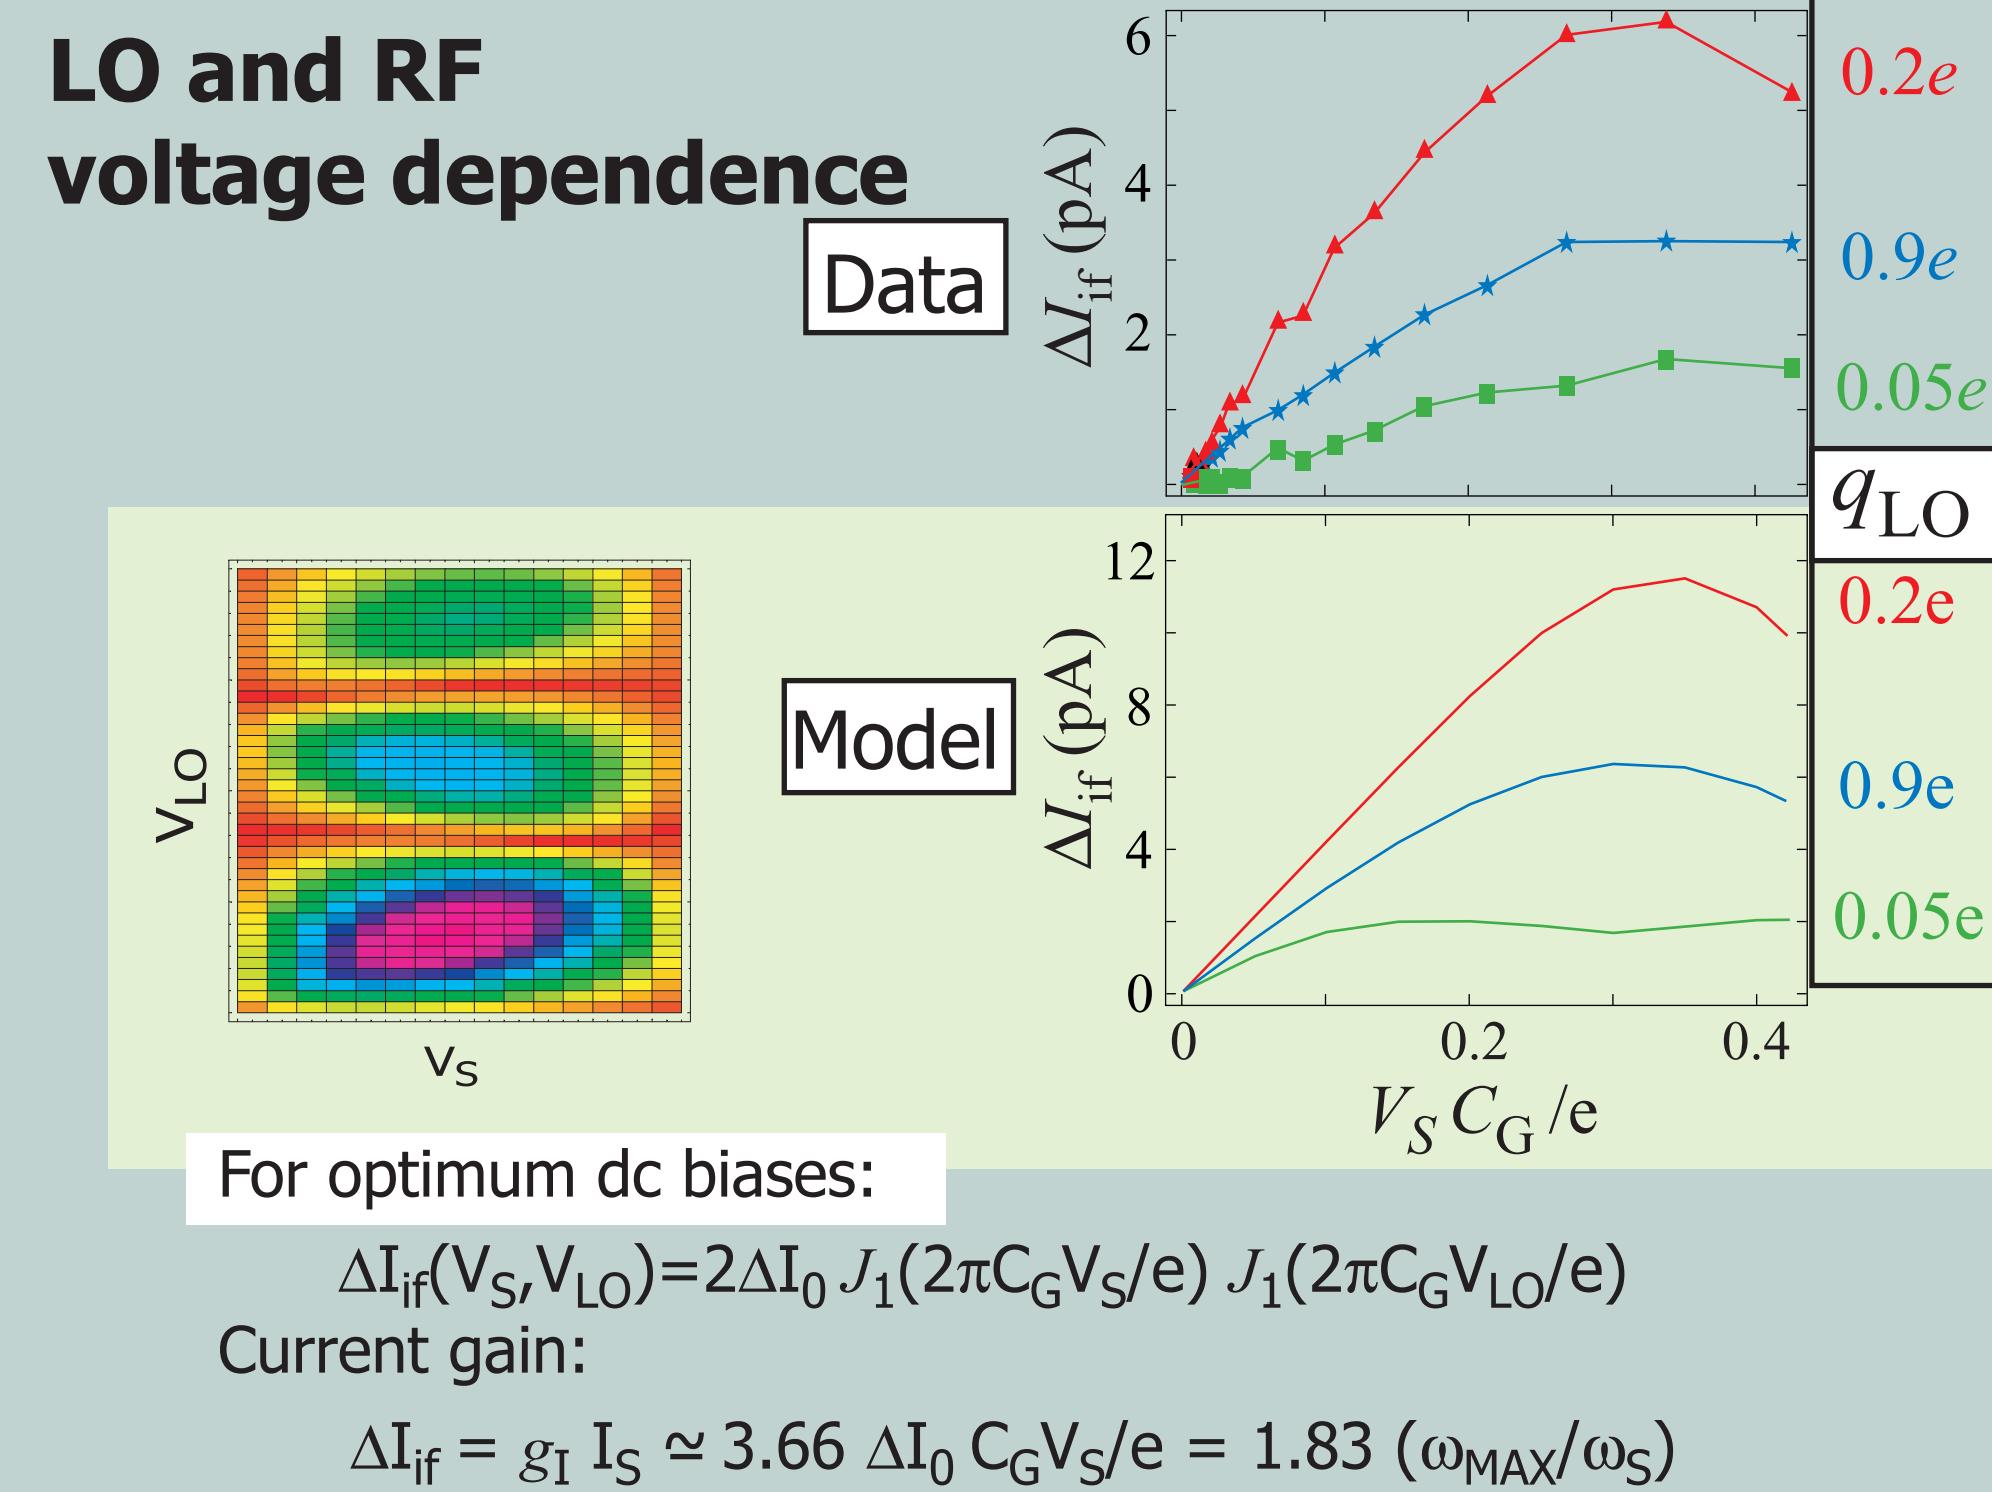 LO and RF
voltage dependence
Data
ΔI_if (pA)
6
4
2
0.2e
0.9e
0.05e
q_LO
V_LO
V_S
Model
ΔI_if (pA)
12
8
4
0
0 0.2 0.4
V_S C_G /e
0.2e
0.9e
0.05e
For optimum dc biases:
ΔI_if(V_S,V_LO)=2ΔI_0 J_1(2πC_GV_S/e) J_1(2πC_GV_LO/e)
Current gain:
ΔI_if = g_I I_S ≃ 3.66 ΔI_0 C_GV_S/e = 1.83 (ω_MAX/ω_S)